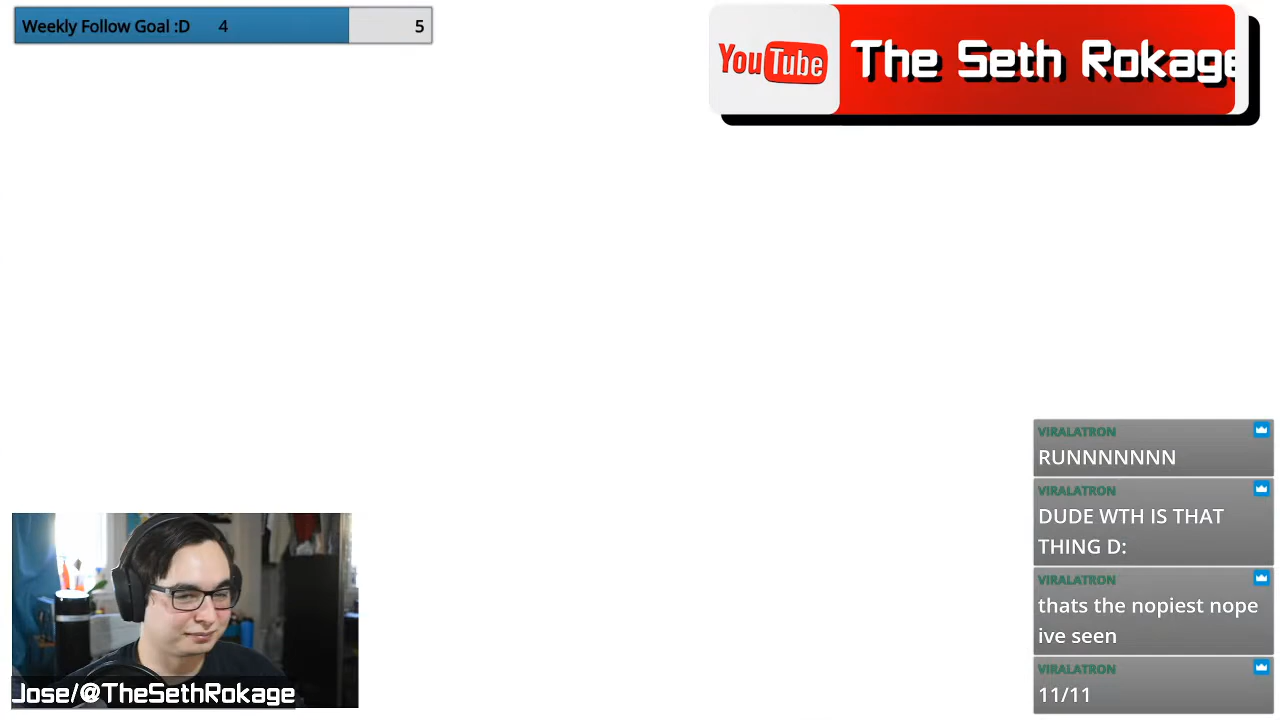 Weekly Follow Goal :D 4 5
YouTube The Seth Rokage
VIRALATRON
RUNNNNNNN
VIRALATRON
DUDE WTH IS THAT
THING D:
VIRALATRON
thats the nopiest nope
ive seen
VIRALATRON
11/11
Jose/@TheSethRokage